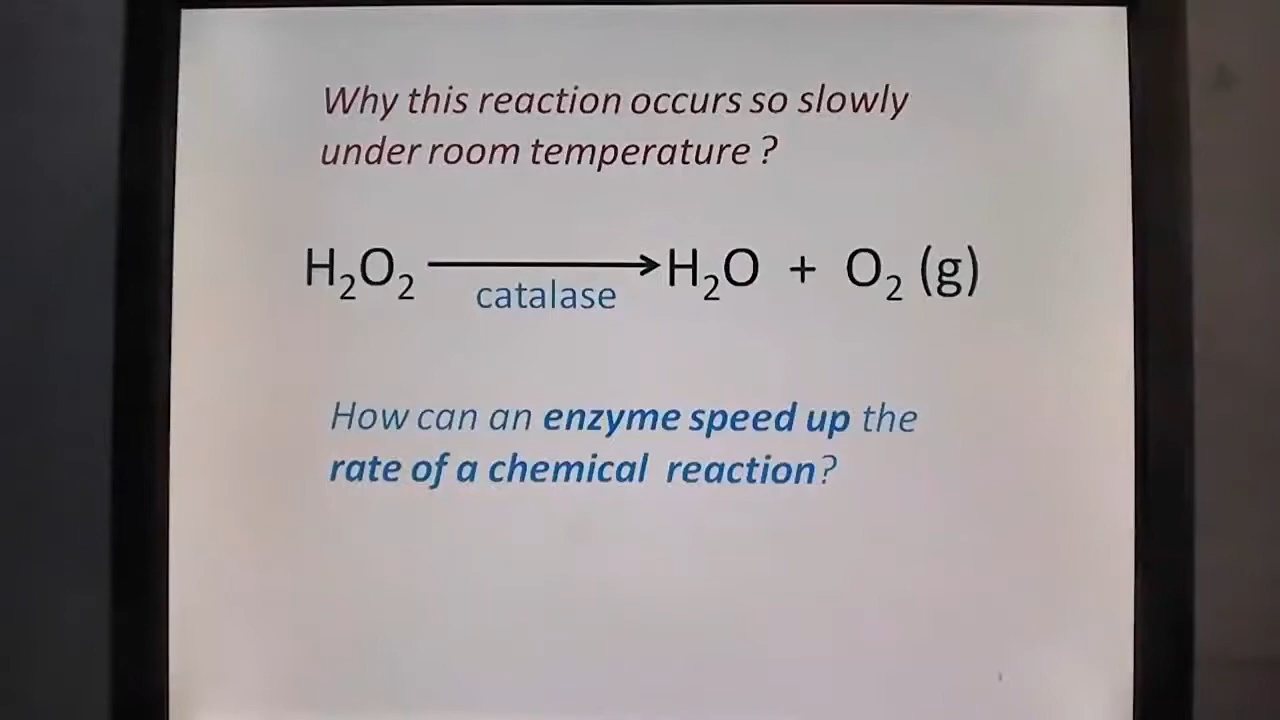 Why this reaction occurs so slowly
under room temperature ?
H₂O₂ ⟶ H₂O + O₂ (g)
catalase
How can an enzyme speed up the
rate of a chemical reaction?